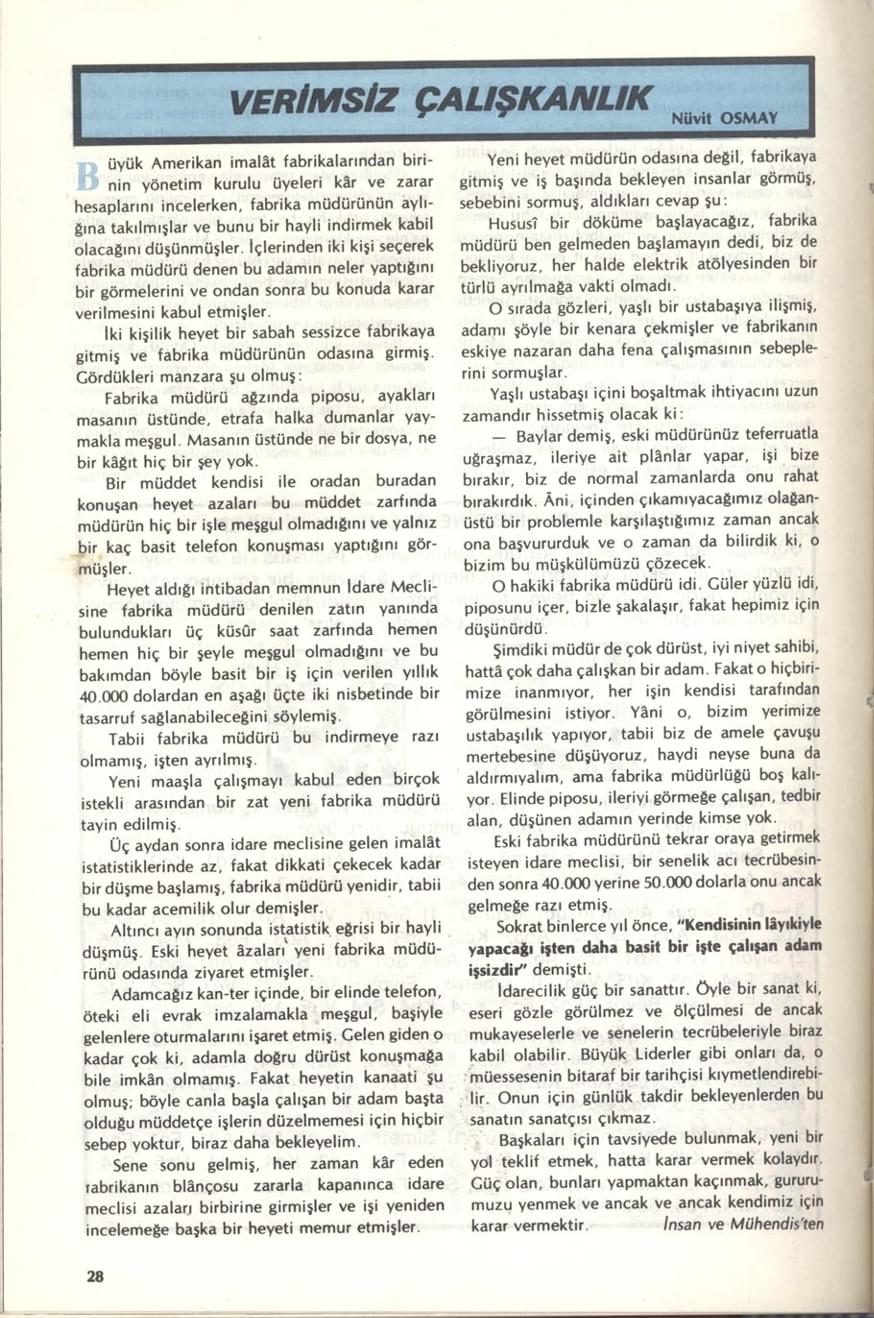 VERİMSİZ ÇALIŞKANLIK
Nüvit OSMAY
Büyük Amerikan imalât fabrikalarından biri-
nin yönetim kurulu üyeleri kâr ve zarar
hesaplarını incelerken, fabrika müdürünün aylı-
ğına takılmışlar ve bunu bir hayli indirmek kabil
olacağını düşünmüşler. İçlerinden iki kişi seçerek
fabrika müdürü denen bu adamın neler yaptığını
bir görmelerini ve ondan sonra bu konuda karar
verilmesini kabul etmişler.
İki kişilik heyet bir sabah sessizce fabrikaya
gitmiş ve fabrika müdürünün odasına girmiş.
Gördükleri manzara şu olmuş:
Fabrika müdürü ağzında piposu, ayakları
masanın üstünde, etrafa halka dumanlar yay-
makla meşgul. Masanın üstünde ne bir dosya, ne
bir kâğıt hiç bir şey yok.
Bir müddet kendisi ile oradan buradan
konuşan heyet azaları bu müddet zarfında
müdürün hiç bir işle meşgul olmadığını ve yalnız
bir kaç basit telefon konuşması yaptığını gör-
müşler.
Heyet aldığı intibadan memnun İdare Mecli-
sine fabrika müdürü denilen zatın yanında
bulundukları üç küsûr saat zarfında hemen
hemen hiç bir şeyle meşgul olmadığını ve bu
bakımdan böyle basit bir iş için verilen yıllık
40.000 dolardan en aşağı üçte iki nisbetinde bir
tasarruf sağlanabileceğini söylemiş.
Tabii fabrika müdürü bu indirmeye razı
olmamış, işten ayrılmış.
Yeni maaşla çalışmayı kabul eden birçok
istekli arasından bir zat yeni fabrika müdürü
tayin edilmiş.
Üç aydan sonra idare meclisine gelen imalât
istatistiklerinde az, fakat dikkati çekecek kadar
bir düşme başlamış, fabrika müdürü yenidir, tabii
bu kadar acemilik olur demişler.
Altıncı ayın sonunda istatistik eğrisi bir hayli
düşmüş. Eski heyet âzaları yeni fabrika müdü-
rünü odasında ziyaret etmişler.
Adamcağız kan-ter içinde, bir elinde telefon,
öteki eli evrak imzalamakla meşgul, başiyle
gelenlere oturmalarını işaret etmiş. Gelen giden o
kadar çok ki, adamla doğru dürüst konuşmağa
bile imkân olmamış. Fakat heyetin kanaati şu
olmuş; böyle canla başla çalışan bir adam başta
olduğu müddetçe işlerin düzelmemesi için hiçbir
sebep yoktur, biraz daha bekleyelim.
Sene sonu gelmiş, her zaman kâr eden
fabrikanın blânçosu zararla kapanınca idare
meclisi azaları birbirine girmişler ve işi yeniden
incelemeğe başka bir heyeti memur etmişler.
Yeni heyet müdürün odasına değil, fabrikaya
gitmiş ve iş başında bekleyen insanlar görmüş,
sebebini sormuş, aldıkları cevap şu:
Hususî bir döküme başlayacağız, fabrika
müdürü ben gelmeden başlamayın dedi, biz de
bekliyoruz, her halde elektrik atölyesinden bir
türlü ayrılmağa vakti olmadı.
O sırada gözleri, yaşlı bir ustabaşıya ilişmiş,
adamı şöyle bir kenara çekmişler ve fabrikanın
eskiye nazaran daha fena çalışmasının sebeple-
rini sormuşlar.
Yaşlı ustabaşı içini boşaltmak ihtiyacını uzun
zamandır hissetmiş olacak ki:
— Baylar demiş, eski müdürünüz teferruatla
uğraşmaz, ileriye ait plânlar yapar, işi bize
bırakır, biz de normal zamanlarda onu rahat
bırakırdık. Âni, içinden çıkamıyacağımız olağan-
üstü bir problemle karşılaştığımız zaman ancak
ona başvururduk ve o zaman da bilirdik ki, o
bizim bu müşkülümüzü çözecek.
O hakiki fabrika müdürü idi. Güler yüzlü idi,
piposunu içer, bizle şakalaşır, fakat hepimiz için
düşünürdü.
Şimdiki müdür de çok dürüst, iyi niyet sahibi,
hattâ çok daha çalışkan bir adam. Fakat o hiçbiri-
mize inanmıyor, her işin kendisi tarafından
görülmesini istiyor. Yâni o, bizim yerimize
ustabaşılık yapıyor, tabii biz de amele çavuşu
mertebesine düşüyoruz, haydi neyse buna da
aldırmıyalım, ama fabrika müdürlüğü boş kalı-
yor. Elinde piposu, ileriyi görmeğe çalışan, tedbir
alan, düşünen adamın yerinde kimse yok.
Eski fabrika müdürünü tekrar oraya getirmek
isteyen idare meclisi, bir senelik acı tecrübesin-
den sonra 40.000 yerine 50.000 dolarla onu ancak
gelmeğe razı etmiş.
Sokrat binlerce yıl önce, "Kendisinin lâyıkiyle
yapacağı işten daha basit bir işte çalışan adam
işsizdir" demişti.
İdarecilik güç bir sanattır. Öyle bir sanat ki,
eseri gözle görülmez ve ölçülmesi de ancak
mukayeselerle ve senelerin tecrübeleriyle biraz
kabil olabilir. Büyük Liderler gibi onları da, o
müessesenin bitaraf bir tarihçisi kıymetlendirebi-
lir. Onun için günlük takdir bekleyenlerden bu
sanatın sanatçısı çıkmaz.
Başkaları için tavsiyede bulunmak, yeni bir
yol teklif etmek, hatta karar vermek kolaydır.
Güç olan, bunları yapmaktan kaçınmak, gururu-
muzu yenmek ve ancak ve ancak kendimiz için
karar vermektir. İnsan ve Mühendis'ten
28